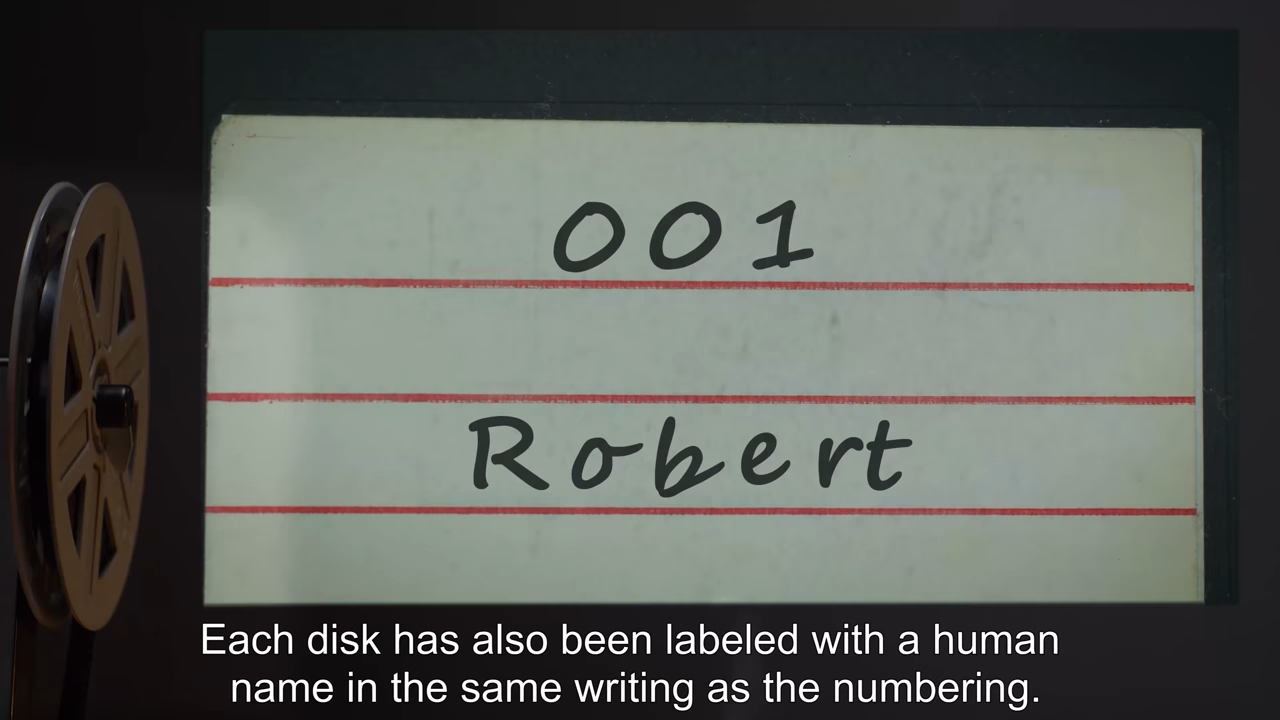 001
Robert
Each disk has also been labeled with a human
name in the same writing as the numbering.